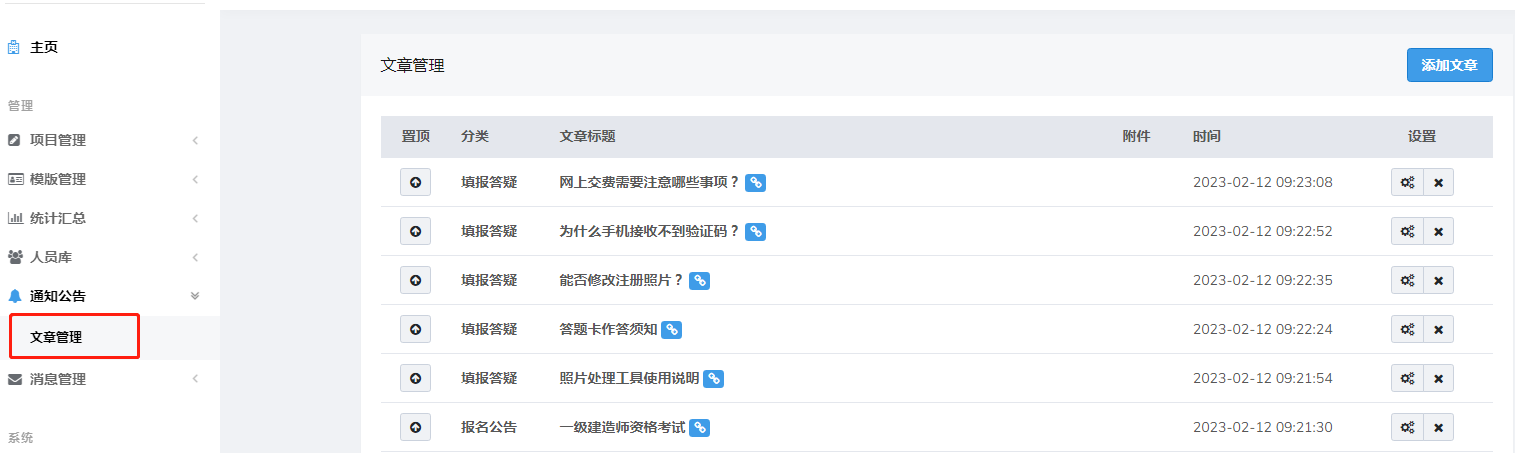 主页
管理
项目管理
模版管理
统计汇总
人员库
通知公告
文章管理
消息管理
系统
文章管理 添加文章
置顶 分类 文章标题 附件 时间 设置
填报答疑 网上交费需要注意哪些事项？ 2023-02-12 09:23:08
填报答疑 为什么手机接收不到验证码？ 2023-02-12 09:22:52
填报答疑 能否修改注册照片？ 2023-02-12 09:22:35
填报答疑 答题卡作答须知 2023-02-12 09:22:24
填报答疑 照片处理工具使用说明 2023-02-12 09:21:54
报名公告 一级建造师资格考试 2023-02-12 09:21:30